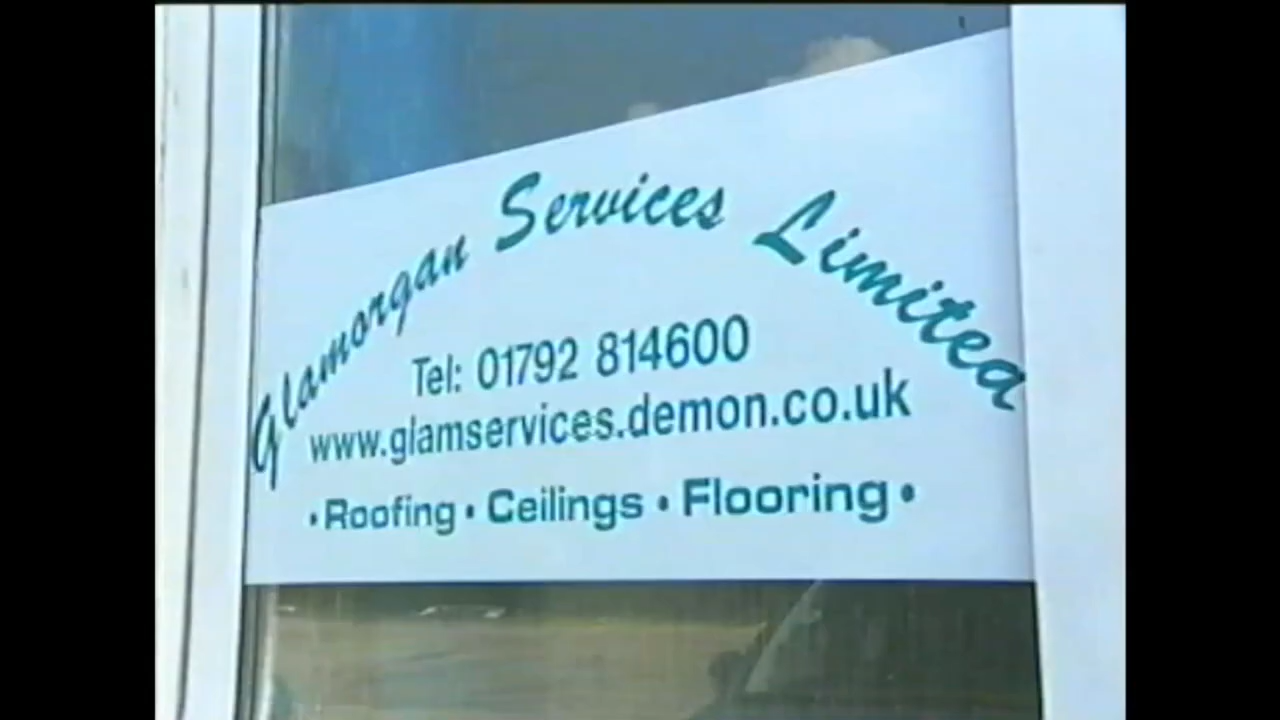 Glamorgan Services Limited
Tel: 01792 814600
www.glamservices.demon.co.uk
• Roofing • Ceilings • Flooring •